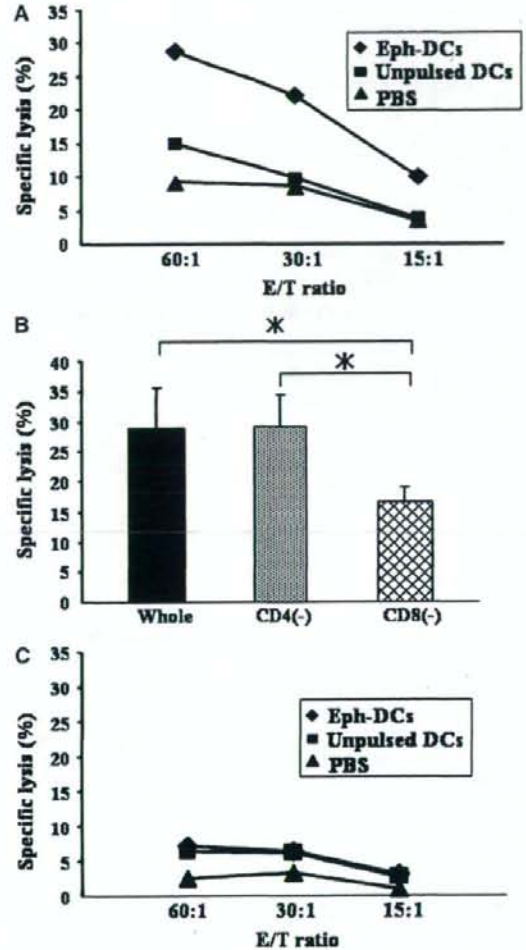 A
Specific lysis (%)
35
30
25
20
15
10
5
0
Eph-DCs
Unpulsed DCs
PBS
60:1 30:1 15:1
E/T ratio
B
*
*
Specific lysis (%)
40
35
30
25
20
15
10
5
0
Whole CD4(-) CD8(-)
C
Specific lysis (%)
35
30
25
20
15
10
5
0
Eph-DCs
Unpulsed DCs
PBS
60:1 30:1 15:1
E/T ratio